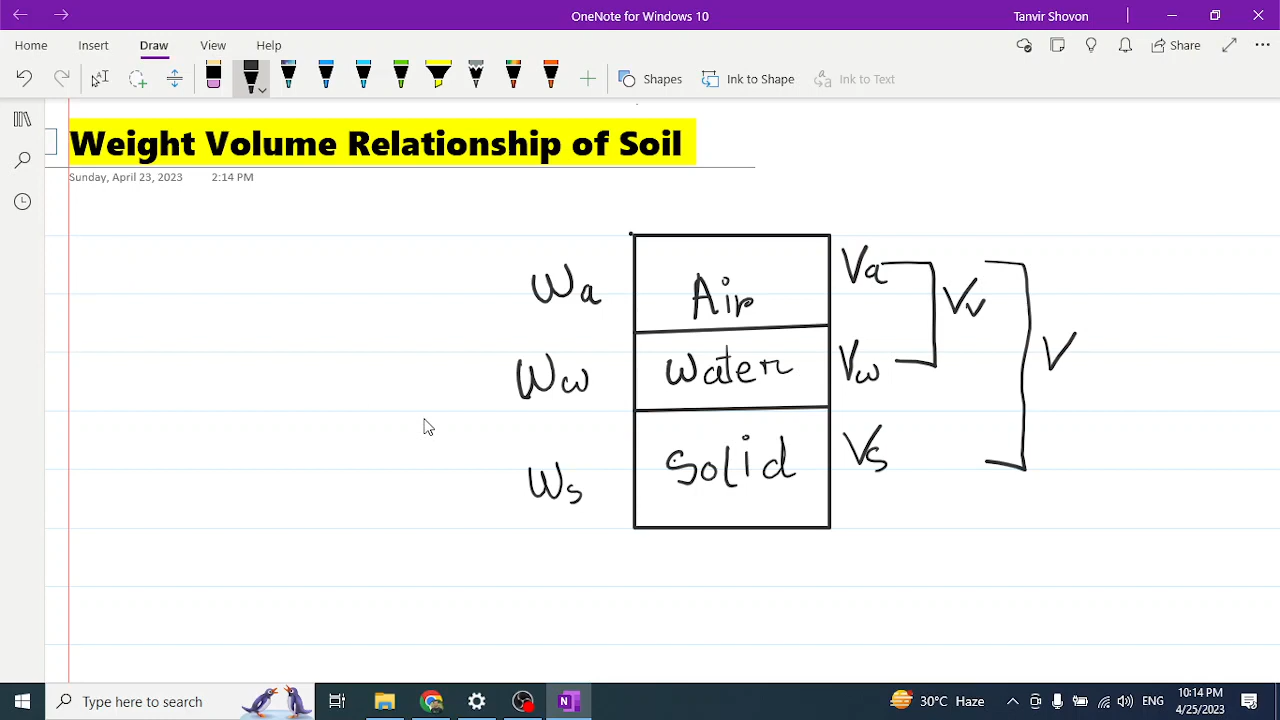 OneNote for Windows 10
Tanvir Shovon
Home Insert Draw View Help
Share
Shapes Ink to Shape Ink to Text
Weight Volume Relationship of Soil
Sunday, April 23, 2023 2:14 PM
Wa Air Va Vv
Ww Water Vw V
Ws Solid Vs
Type here to search
30°C Haze
ENG
10:14 PM
4/25/2023